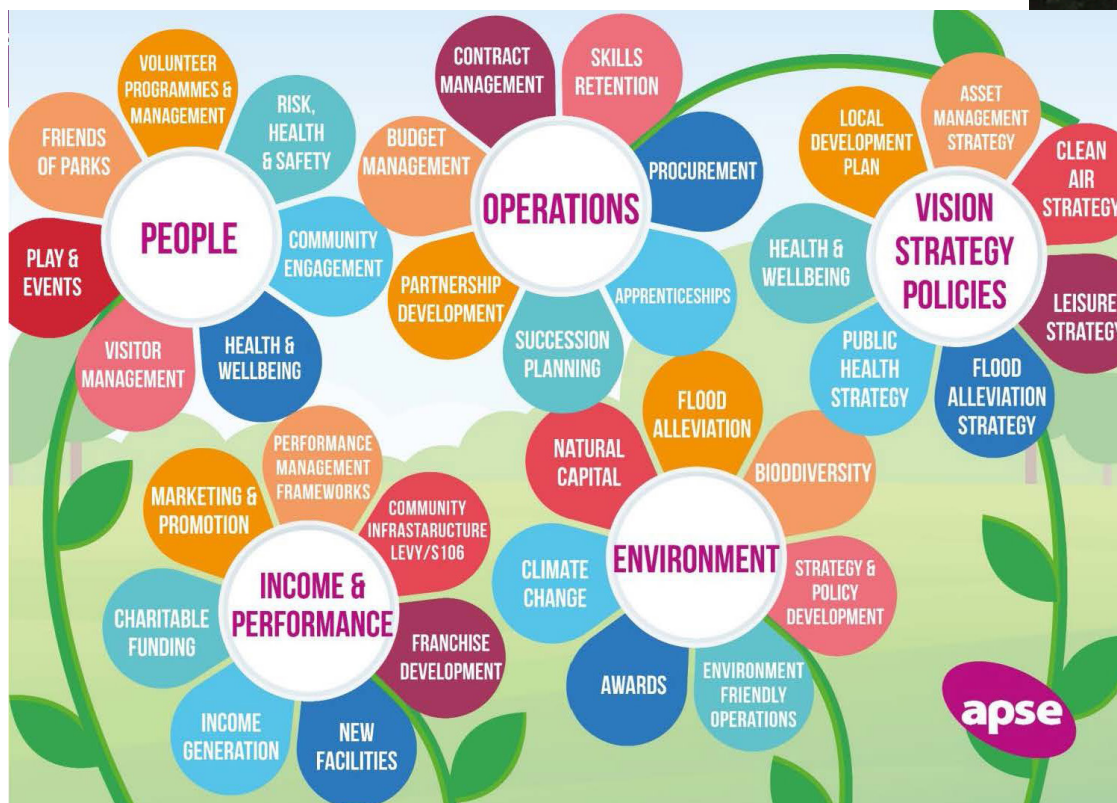 PEOPLE
VOLUNTEER
PROGRAMMES &
MANAGEMENT
RISK,
HEALTH
& SAFETY
COMMUNITY
ENGAGEMENT
HEALTH &
WELLBEING
VISITOR
MANAGEMENT
PLAY &
EVENTS
FRIENDS
OF PARKS
OPERATIONS
CONTRACT
MANAGEMENT
SKILLS
RETENTION
PROCUREMENT
APPRENTICESHIPS
SUCCESSION
PLANNING
PARTNERSHIP
DEVELOPMENT
BUDGET
MANAGEMENT
VISION
STRATEGY
POLICIES
ASSET
MANAGEMENT
STRATEGY
CLEAN
AIR
STRATEGY
LEISURE
STRATEGY
FLOOD
ALLEVIATION
STRATEGY
PUBLIC
HEALTH
STRATEGY
HEALTH &
WELLBEING
LOCAL
DEVELOPMENT
PLAN
INCOME &
PERFORMANCE
PERFORMANCE
MANAGEMENT
FRAMEWORKS
COMMUNITY
INFRASTARUCTURE
LEVY/S106
FRANCHISE
DEVELOPMENT
NEW
FACILITIES
INCOME
GENERATION
CHARITABLE
FUNDING
MARKETING &
PROMOTION
ENVIRONMENT
FLOOD
ALLEVIATION
BIODDIVERSITY
STRATEGY &
POLICY
DEVELOPMENT
ENVIRONMENT
FRIENDLY
OPERATIONS
AWARDS
CLIMATE
CHANGE
NATURAL
CAPITAL
apse